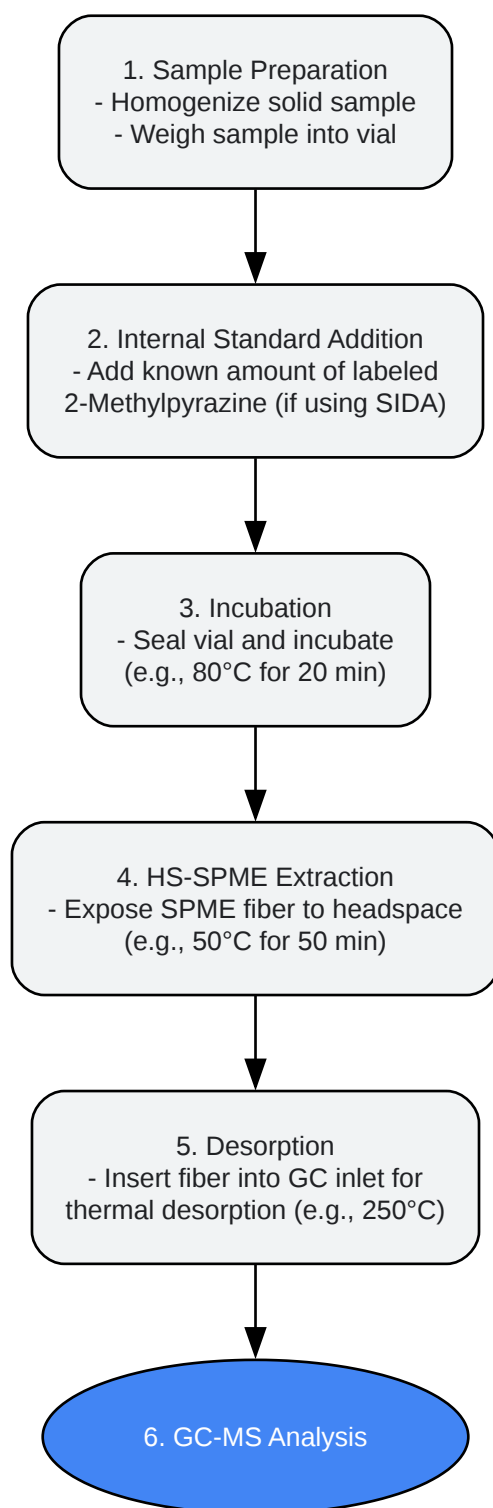 1. Sample Preparation
- Homogenize solid sample
- Weigh sample into vial
2. Internal Standard Addition
- Add known amount of labeled
2-Methylpyrazine (if using SIDA)
3. Incubation
- Seal vial and incubate
(e.g., 80°C for 20 min)
4. HS-SPME Extraction
- Expose SPME fiber to headspace
(e.g., 50°C for 50 min)
5. Desorption
- Insert fiber into GC inlet for
thermal desorption (e.g., 250°C)
6. GC-MS Analysis